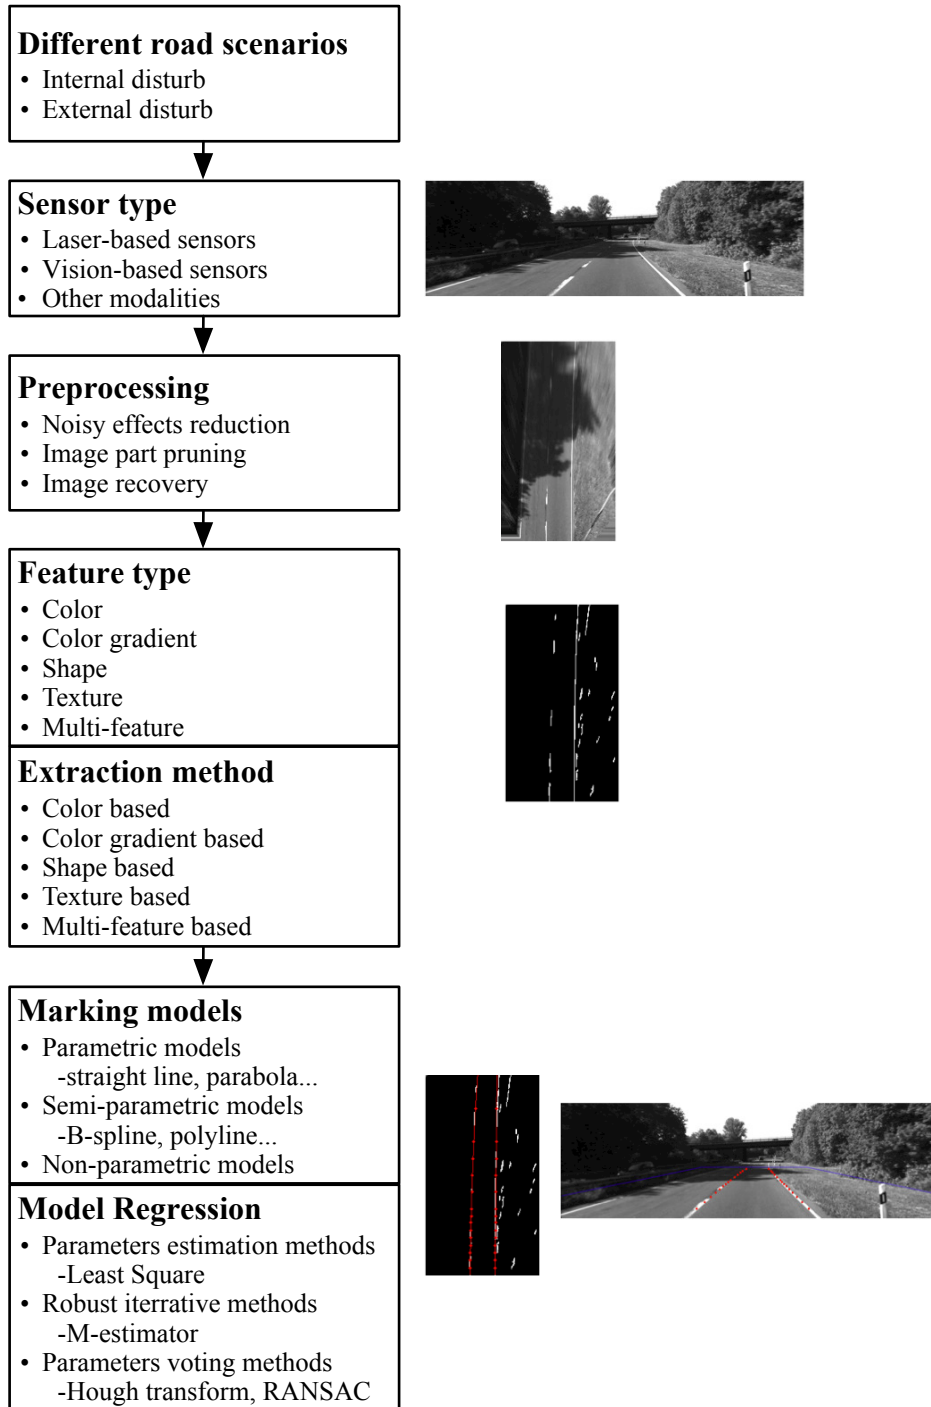 Different road scenarios
• Internal disturb
• External disturb
Sensor type
• Laser-based sensors
• Vision-based sensors
• Other modalities
Preprocessing
• Noisy effects reduction
• Image part pruning
• Image recovery
Feature type
• Color
• Color gradient
• Shape
• Texture
• Multi-feature
Extraction method
• Color based
• Color gradient based
• Shape based
• Texture based
• Multi-feature based
Marking models
• Parametric models
-straight line, parabola...
• Semi-parametric models
-B-spline, polyline...
• Non-parametric models
Model Regression
• Parameters estimation methods
-Least Square
• Robust iterrative methods
-M-estimator
• Parameters voting methods
-Hough transform, RANSAC